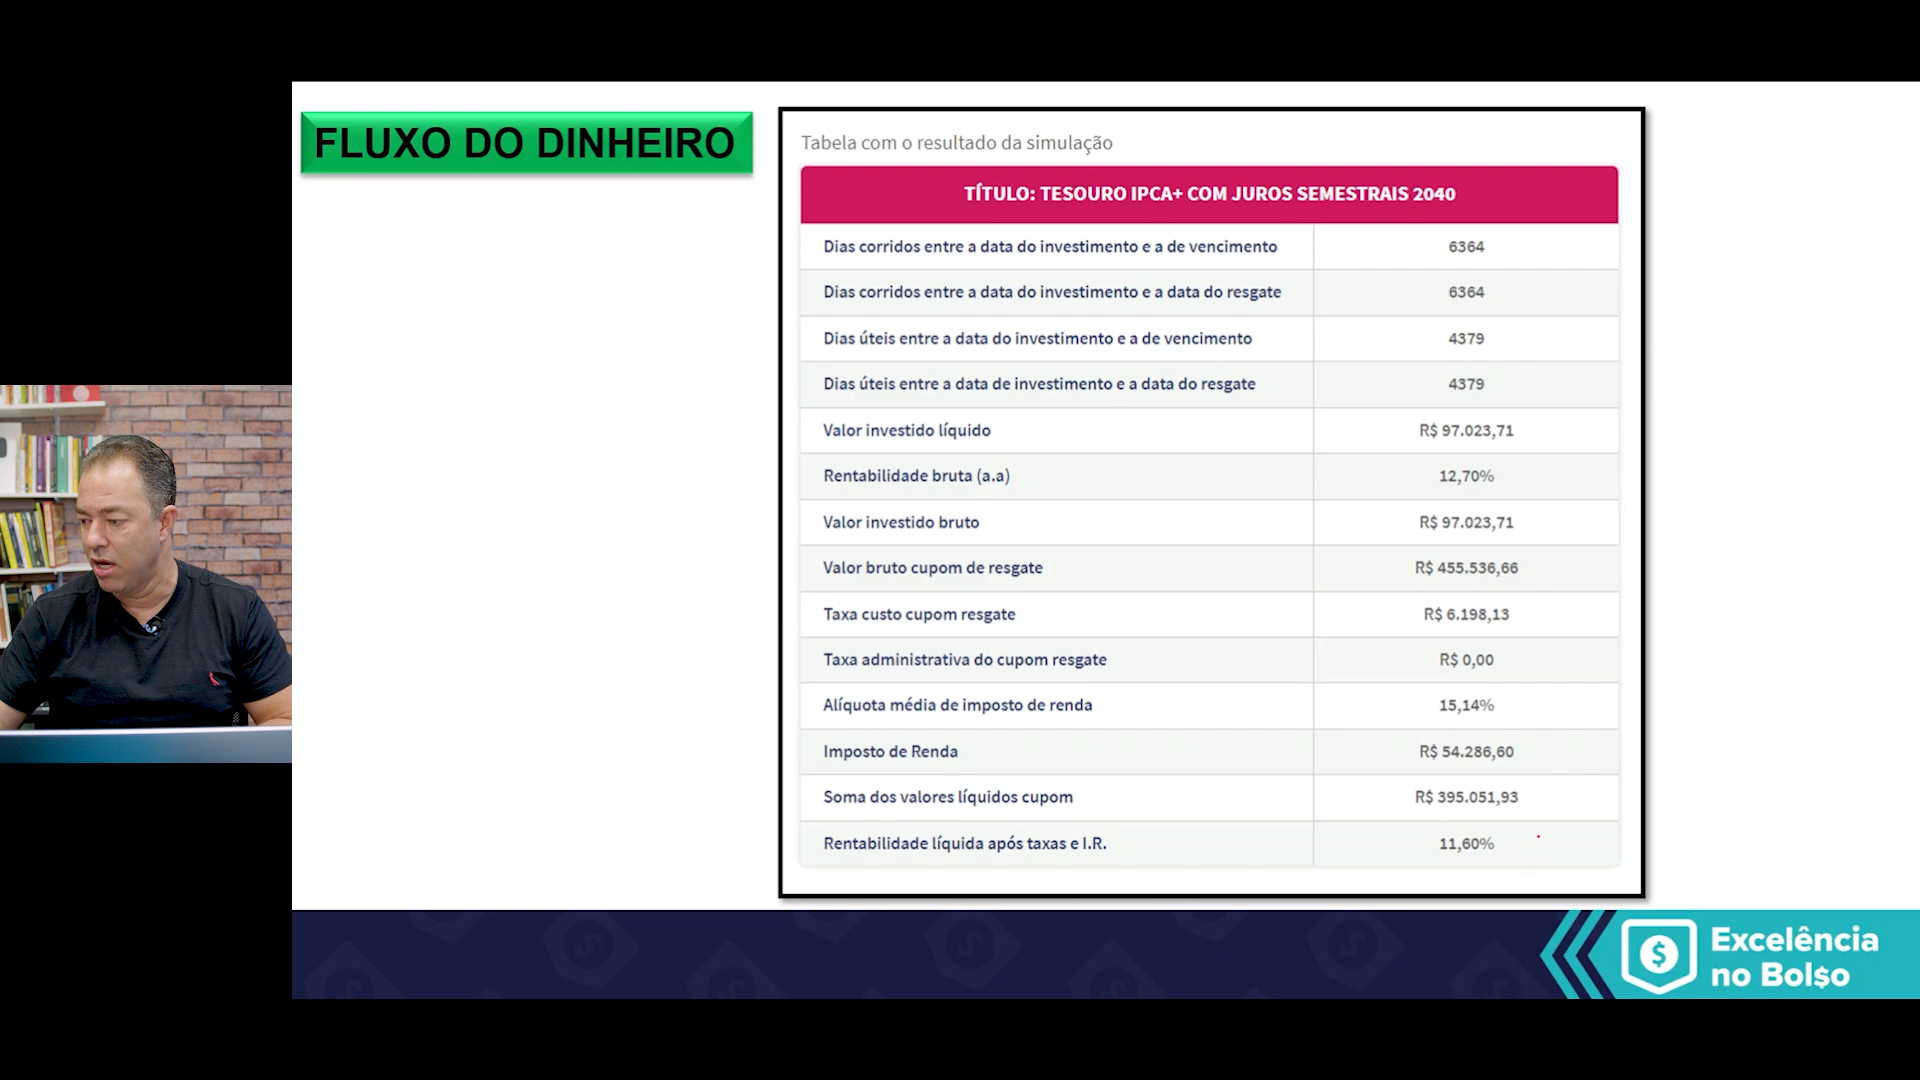 FLUXO DO DINHEIRO
Tabela com o resultado da simulação
TÍTULO: TESOURO IPCA+ COM JUROS SEMESTRAIS 2040
Dias corridos entre a data do investimento e a de vencimento 6364
Dias corridos entre a data do investimento e a data do resgate 6364
Dias úteis entre a data do investimento e a de vencimento 4379
Dias úteis entre a data de investimento e a data do resgate 4379
Valor investido líquido R$ 97.023,71
Rentabilidade bruta (a.a) 12,70%
Valor investido bruto R$ 97.023,71
Valor bruto cupom de resgate R$ 455.536,66
Taxa custo cupom resgate R$ 6.198,13
Taxa administrativa do cupom resgate R$ 0,00
Alíquota média de imposto de renda 15,14%
Imposto de Renda R$ 54.286,60
Soma dos valores líquidos cupom R$ 395.051,93
Rentabilidade líquida após taxas e I.R. 11,60%
$ Excelência
no Bol$o